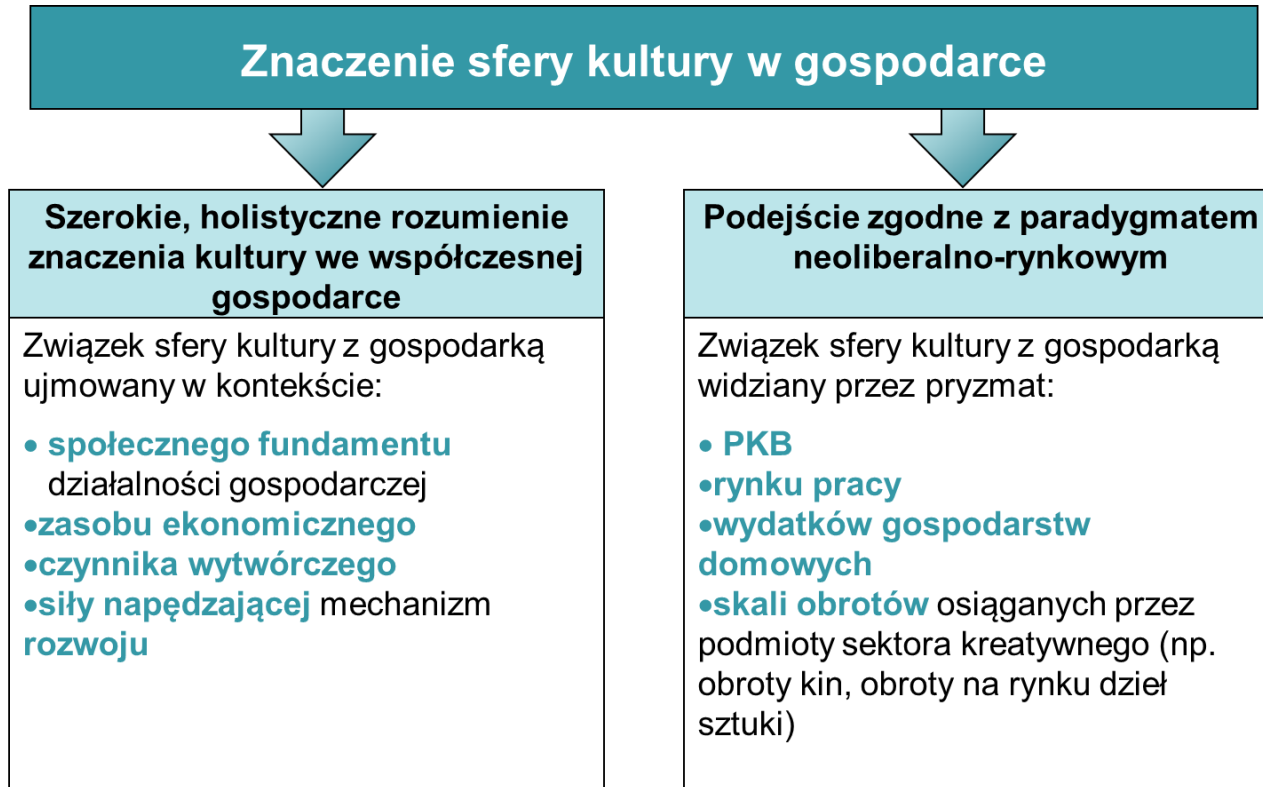 Znaczenie sfery kultury w gospodarce
Szerokie, holistyczne rozumienie
znaczenia kultury we współczesnej
gospodarce
Związek sfery kultury z gospodarką
ujmowany w kontekście:
• społecznego fundamentu
działalności gospodarczej
•zasobu ekonomicznego
•czynnika wytwórczego
•siły napędzającej mechanizm
rozwoju
Podejście zgodne z paradygmatem
neoliberalno-rynkowym
Związek sfery kultury z gospodarką
widziany przez pryzmat:
• PKB
•rynku pracy
•wydatków gospodarstw
domowych
•skali obrotów osiąganych przez
podmioty sektora kreatywnego (np.
obroty kin, obroty na rynku dzieł
sztuki)